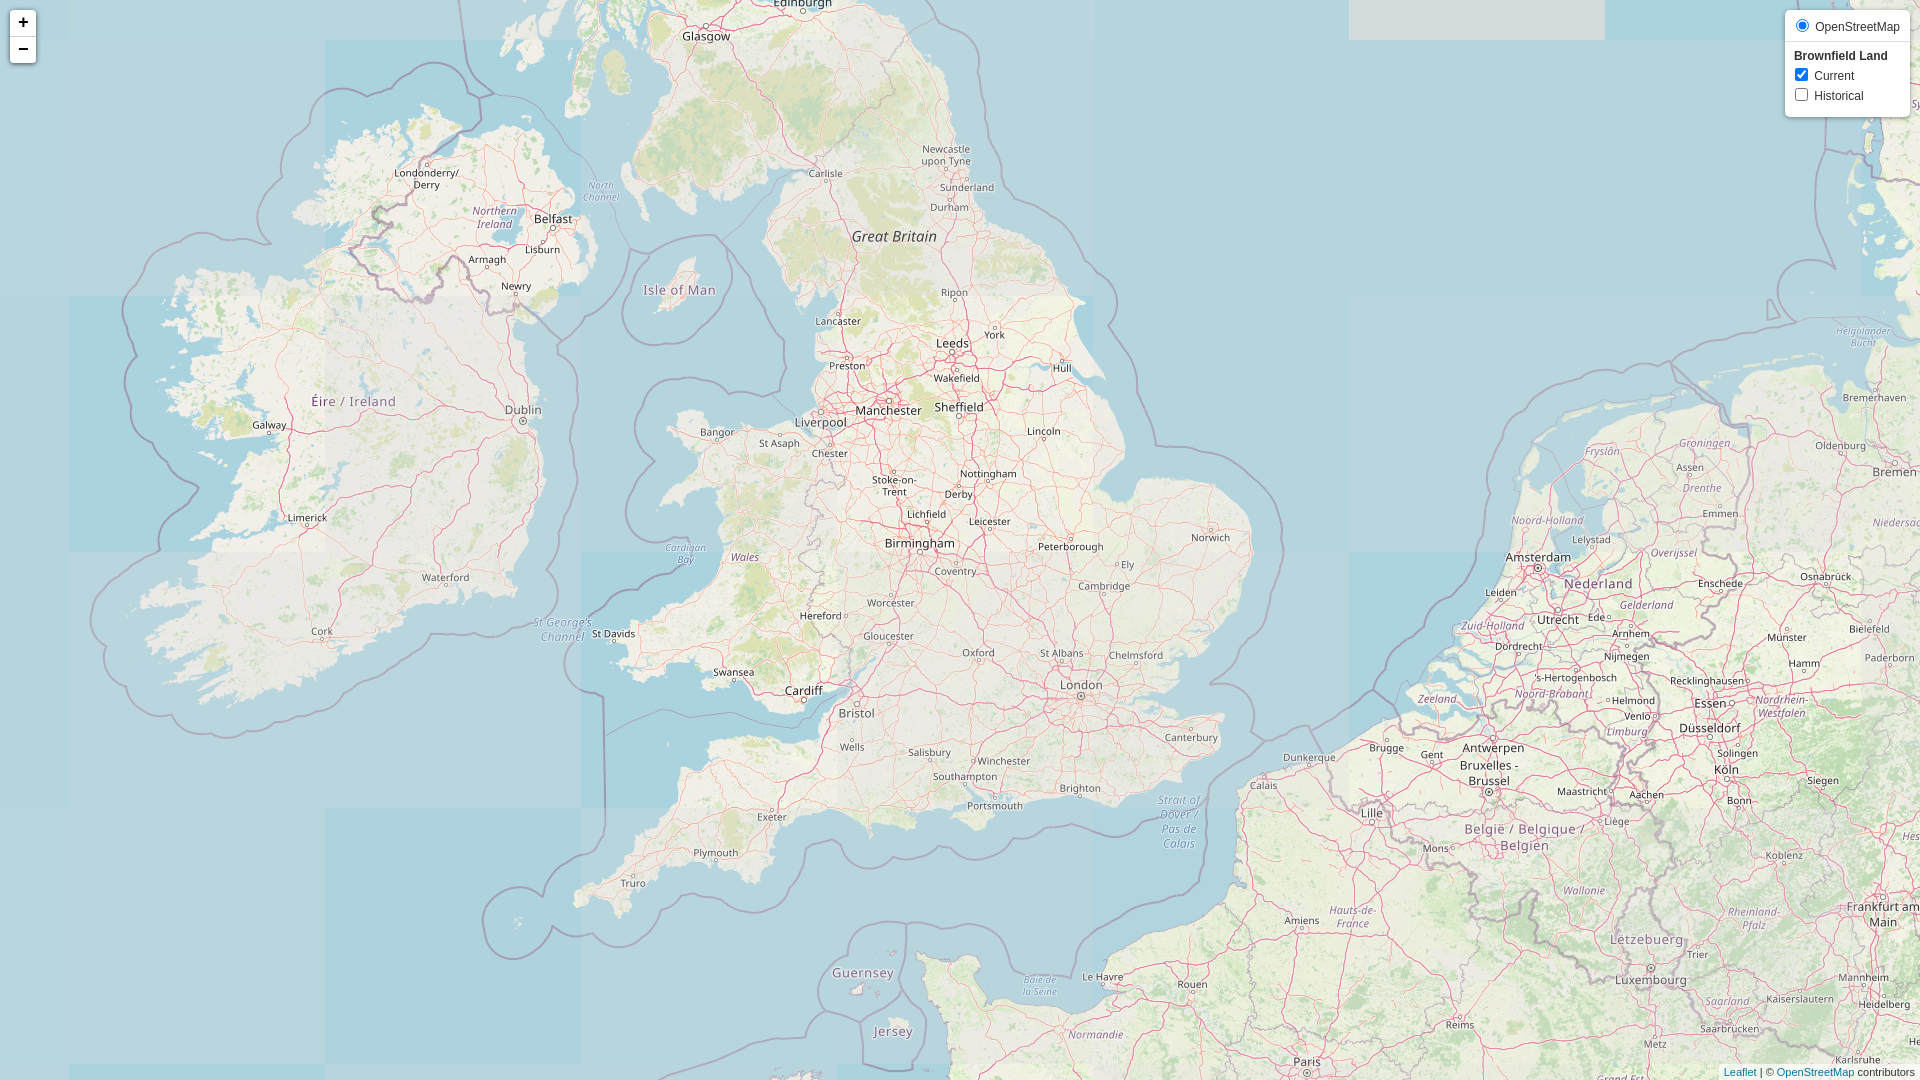 +
−
OpenStreetMap
Brownfield Land
Current
Historical
Edinburgh
Glasgow
Newcastle
upon Tyne
Carlisle
Sunderland
Durham
Londonderry/
Derry
North
Channel
Northern
Ireland
Belfast
Lisburn
Armagh
Newry
Great Britain
Isle of Man
Ripon
Lancaster
York
Leeds
Preston
Wakefield
Hull
Helgoländer
Bucht
Éire / Ireland
Dublin
Galway
Manchester
Sheffield
Liverpool
Bangor
St Asaph
Chester
Lincoln
Bremerhaven
Groningen
Fryslân
Oldenburg
Assen
Bremen
Stoke-on-
Trent
Nottingham
Derby
Drenthe
Limerick
Lichfield
Leicester
Emmen
Noord-Holland
Niedersac
Birmingham
Peterborough
Norwich
Lelystad
Cardigan
Bay
Wales
Coventry
Ely
Amsterdam
Overijssel
Waterford
Cambridge
Nederland
Enschede
Osnabrück
Leiden
Worcester
Gelderland
Hereford
St George's
Channel
St Davids
Cork
Gloucester
Zuid-Holland
Utrecht
Ede
Arnhem
Münster
Bielefeld
Oxford
St Albans
Chelmsford
Dordrecht
Nijmegen
Hamm
Paderborn
Swansea
Cardiff
London
's-Hertogenbosch
Recklinghausen
Zeeland
Noord-Brabant
Helmond
Essen
Nordrhein-
Westfalen
Bristol
Venlo
Düsseldorf
Limburg
Wells
Salisbury
Winchester
Canterbury
Dunkerque
Brugge
Gent
Antwerpen
Solingen
Southampton
Brighton
Calais
Bruxelles -
Brussel
Köln
Siegen
Portsmouth
Maastricht
Aachen
Bonn
Exeter
Strait of
Dover /
Pas de
Calais
Lille
Liège
België / Belgique /
Belgien
Hes
Plymouth
Mons
Koblenz
Truro
Wallonie
Amiens
Hauts-de-
France
Rheinland-
Pfalz
Frankfurt am
Main
Lëtzebuerg
Trier
Guernsey
Baie de
la Seine
Le Havre
Rouen
Luxembourg
Mannheim
Kaiserslautern
Saarland
Heidelberg
Jersey
Normandie
Reims
Saarbrücken
Metz
Paris
Karlsruhe
Grand Est
Leaflet | © OpenStreetMap contributors